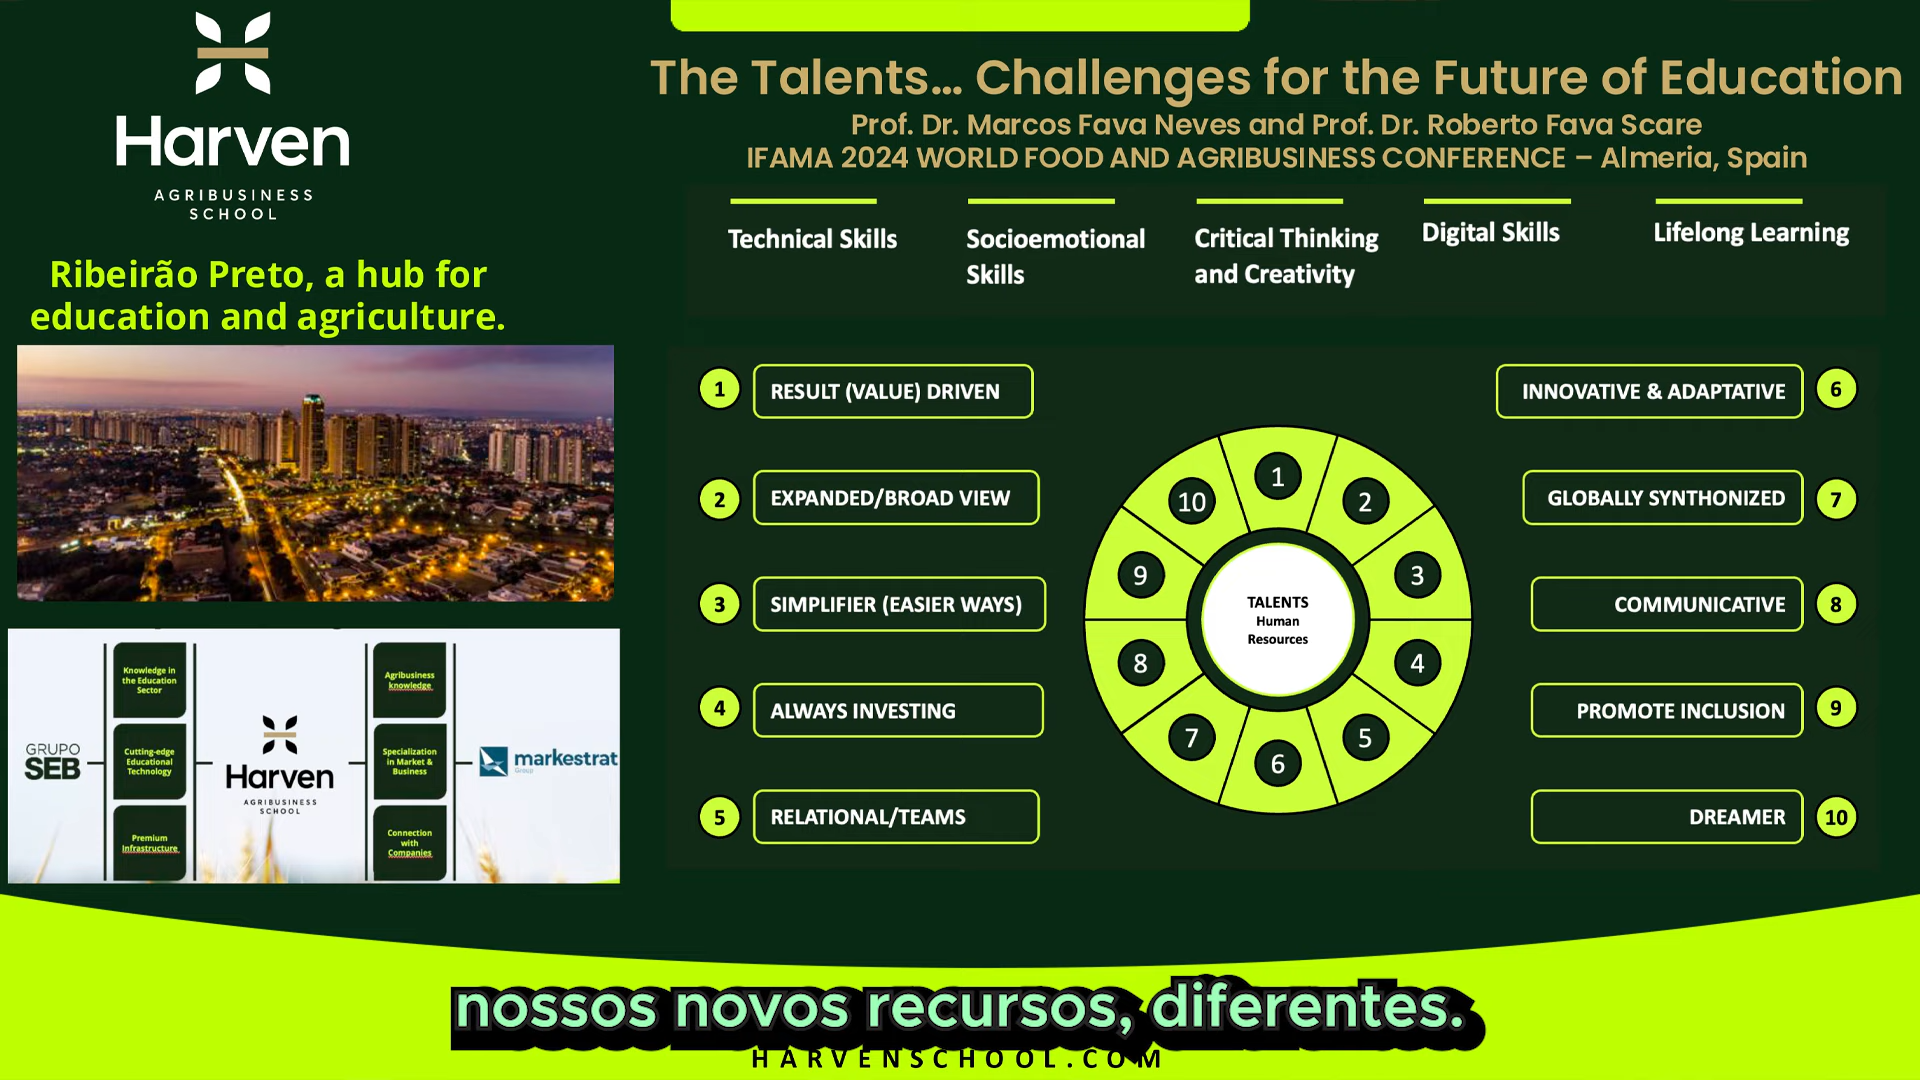 Harven
AGRIBUSINESS
SCHOOL
Ribeirão Preto, a hub for
education and agriculture.
GRUPO
SEB
Knowledge in
the Education
Sector
Cutting-edge
Educational
Technology
Premium
Infrastructure
Harven
AGRIBUSINESS
SCHOOL
Agribusiness
knowledge
Specialization
in Market &
Business
Connection
with
Companies
markestrat
Group
The Talents... Challenges for the Future of Education
Prof. Dr. Marcos Fava Neves and Prof. Dr. Roberto Fava Scare
IFAMA 2024 WORLD FOOD AND AGRIBUSINESS CONFERENCE – Almeria, Spain
Technical Skills
Socioemotional
Skills
Critical Thinking
and Creativity
Digital Skills
Lifelong Learning
1 RESULT (VALUE) DRIVEN
2 EXPANDED/BROAD VIEW
3 SIMPLIFIER (EASIER WAYS)
4 ALWAYS INVESTING
5 RELATIONAL/TEAMS
1
2
3
4
5
6
7
8
9
10
TALENTS
Human
Resources
INNOVATIVE & ADAPTATIVE 6
GLOBALLY SYNTHONIZED 7
COMMUNICATIVE 8
PROMOTE INCLUSION 9
DREAMER 10
nossos novos recursos, diferentes.
HARVENSCHOOL.COM